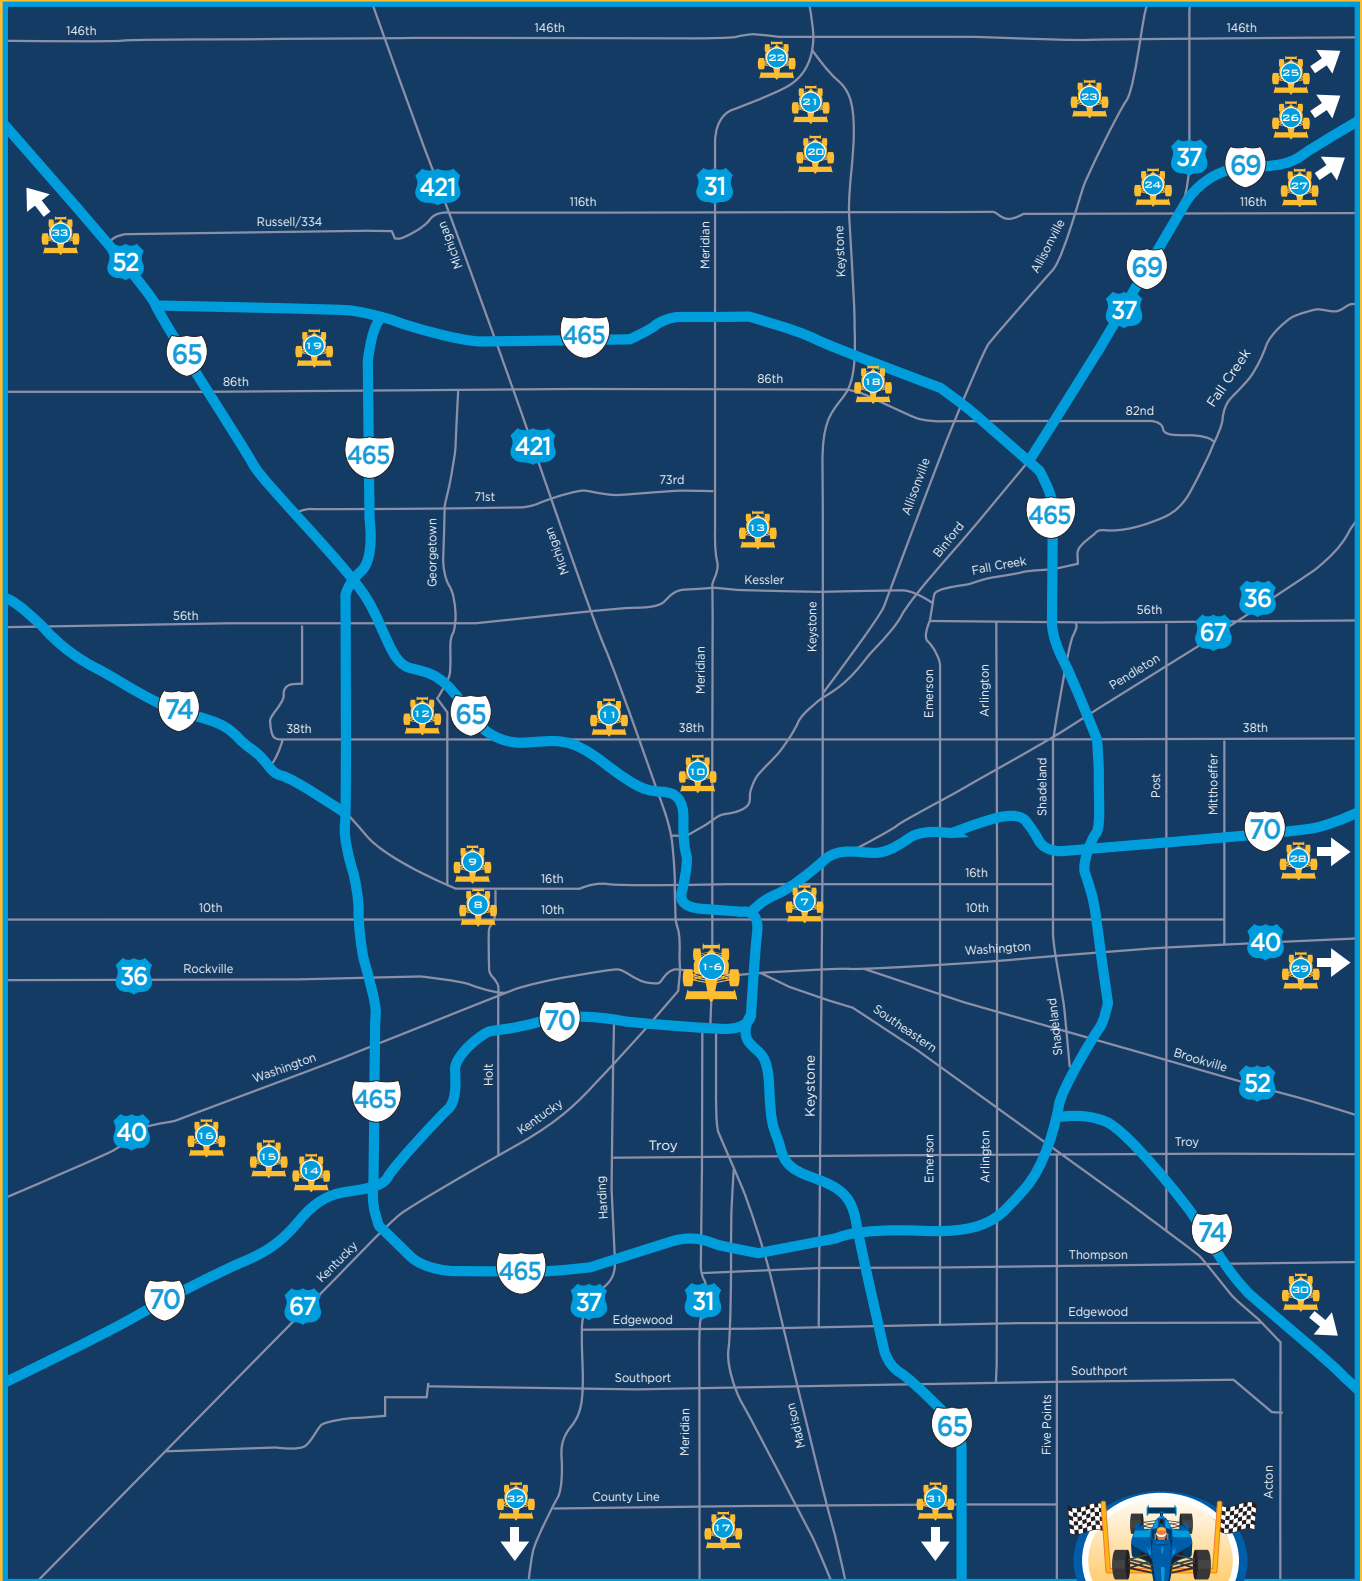 146th
146th
146th
22
25
21
23
26
20
37
69
24
27
421
31
116th
116th
33
Russell/334
Michigan
Meridian
Keystone
Allisonville
52
69
37
465
19
65
86th
86th
18
Fall Creek
82nd
421
465
73rd
71st
Allisonville
13
465
Georgetown
Michigan
Binford
Fall Creek
Kessler
36
56th
Keystone
56th
67
Meridian
Emerson
Arlington
Pendleton
74
12
65
11
38th
38th
38th
10
Shadeland
Post
Mitthoeffer
70
9
28
16th
16th
8
7
10th
10th
10th
40
Washington
36
Rockville
1-6
29
70
Southeastern
Shadeland
Washington
Holt
Keystone
Brookville
52
465
Kentucky
40
16
15
14
Troy
Troy
Emerson
Arlington
Harding
74
Kentucky
465
Thompson
70
67
37
31
30
Edgewood
Edgewood
Southport
Southport
Meridian
Madison
65
Five Points
Acton
32
County Line
31
17